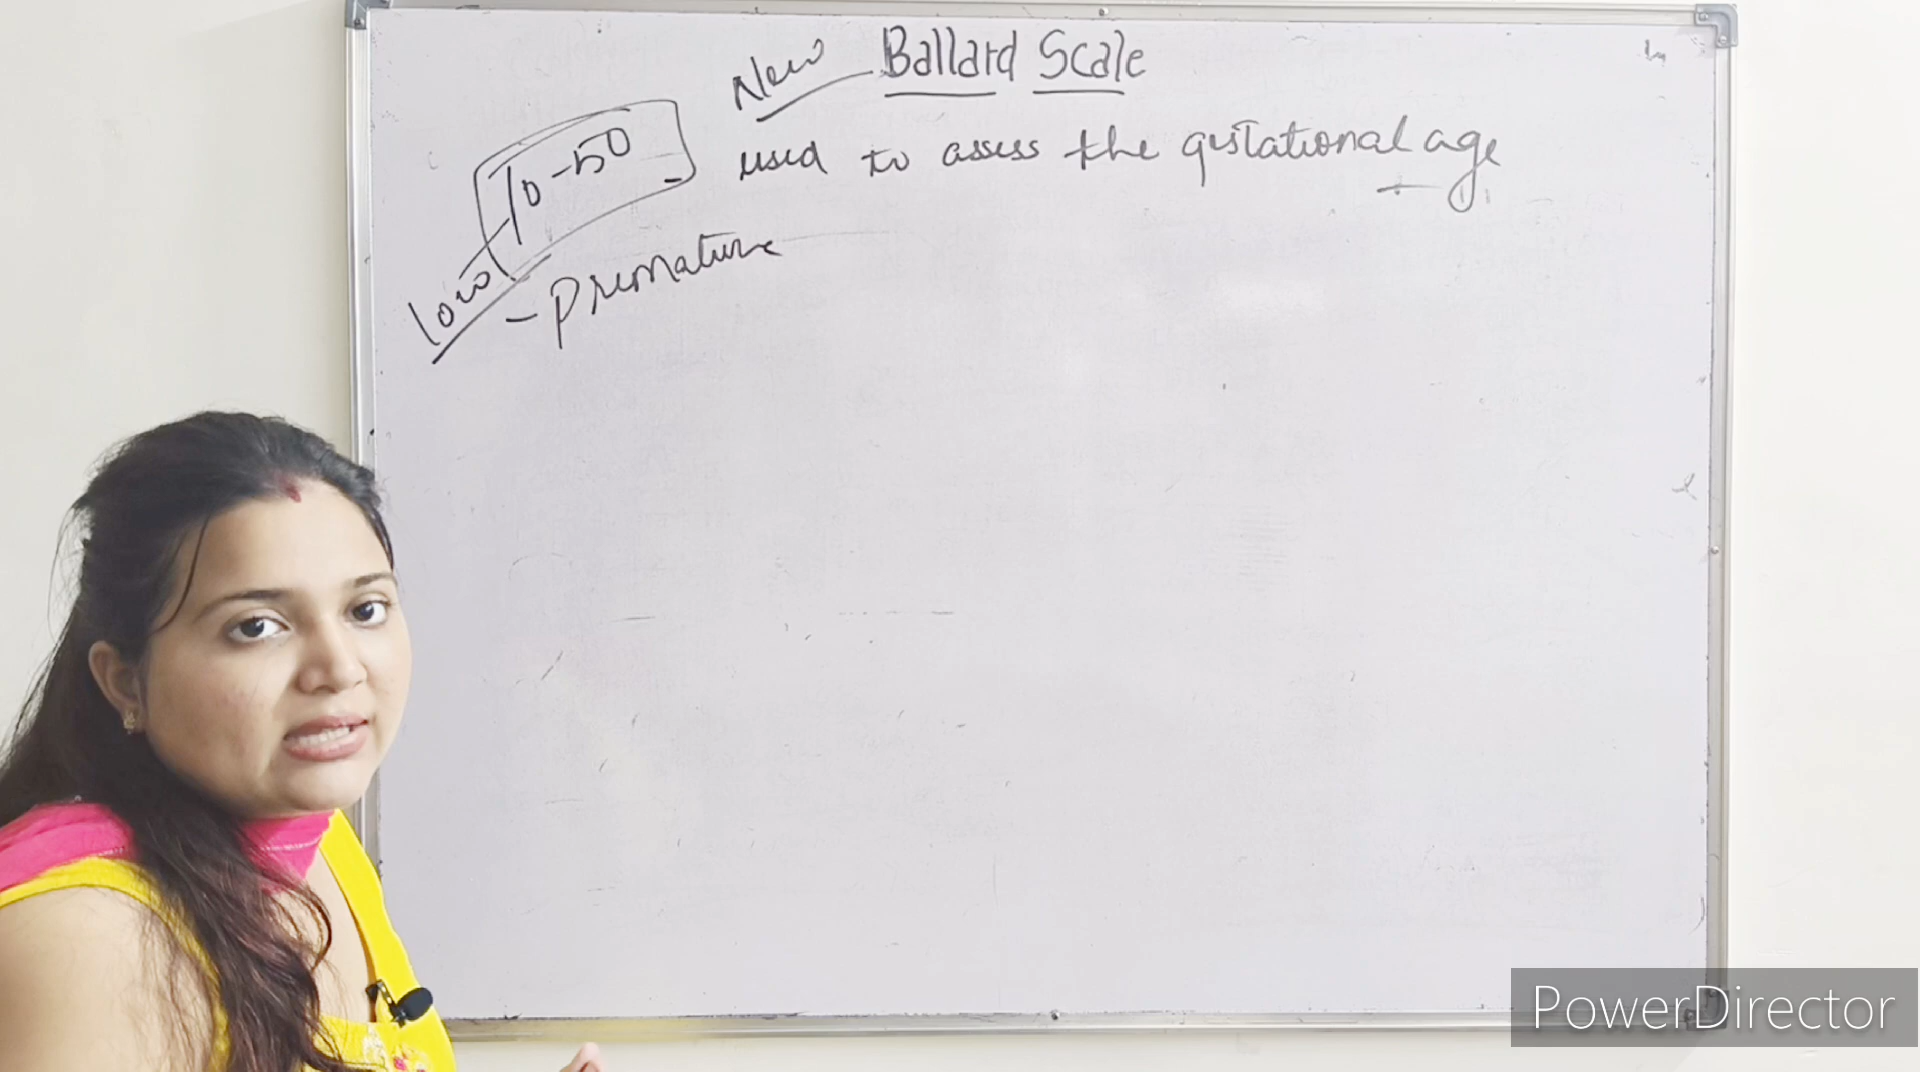 New Ballard Scale
10-50
used to assess the gestational age
low - Premature
PowerDirector